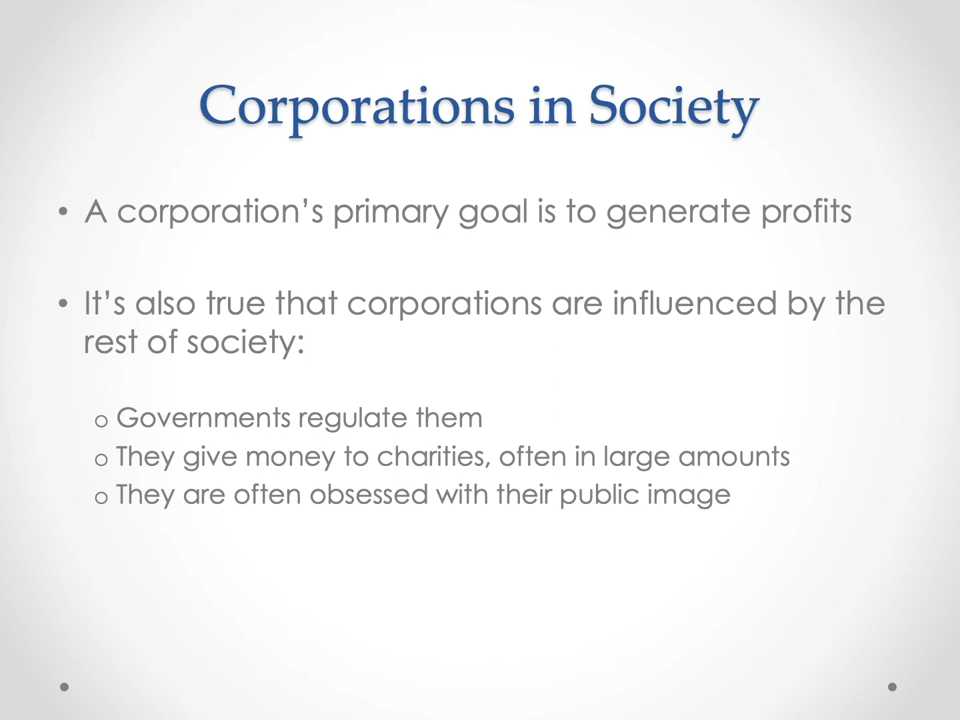 Corporations in Society
• A corporation’s primary goal is to generate profits
• It’s also true that corporations are influenced by the
rest of society:
o Governments regulate them
o They give money to charities, often in large amounts
o They are often obsessed with their public image